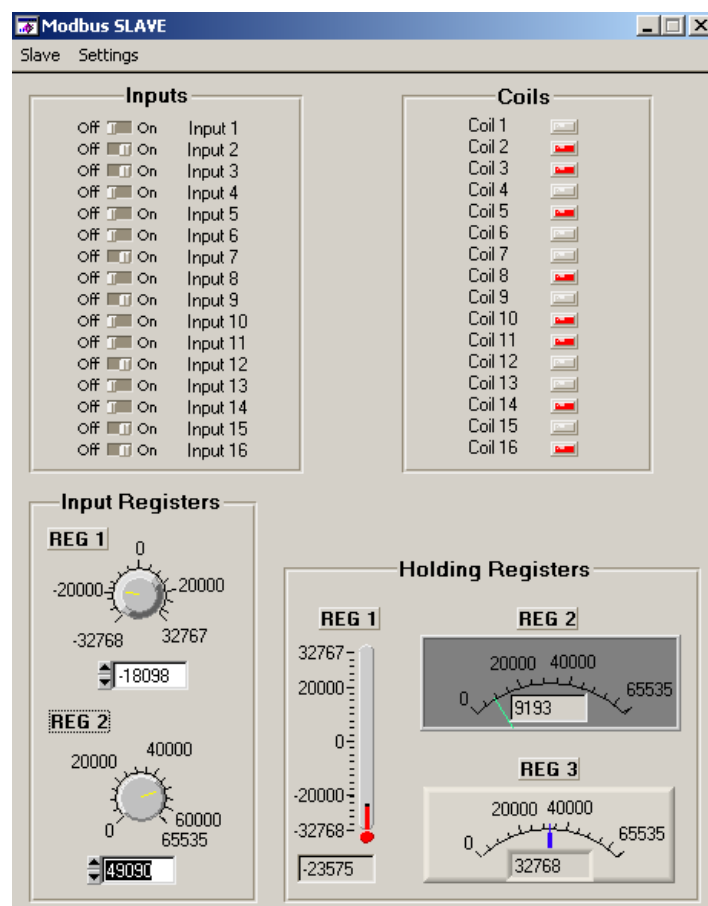 Modbus SLAVE
Slave Settings
Inputs
Off On Input 1
Off On Input 2
Off On Input 3
Off On Input 4
Off On Input 5
Off On Input 6
Off On Input 7
Off On Input 8
Off On Input 9
Off On Input 10
Off On Input 11
Off On Input 12
Off On Input 13
Off On Input 14
Off On Input 15
Off On Input 16
Coils
Coil 1
Coil 2
Coil 3
Coil 4
Coil 5
Coil 6
Coil 7
Coil 8
Coil 9
Coil 10
Coil 11
Coil 12
Coil 13
Coil 14
Coil 15
Coil 16
Input Registers
REG 1
0
-20000 20000
-32768 32767
-18098
REG 2
20000 40000
0 60000
65535
49090
Holding Registers
REG 1
32767
20000
0
-20000
-32768
-23575
REG 2
20000 40000
0 65535
9193
REG 3
20000 40000
0 65535
32768